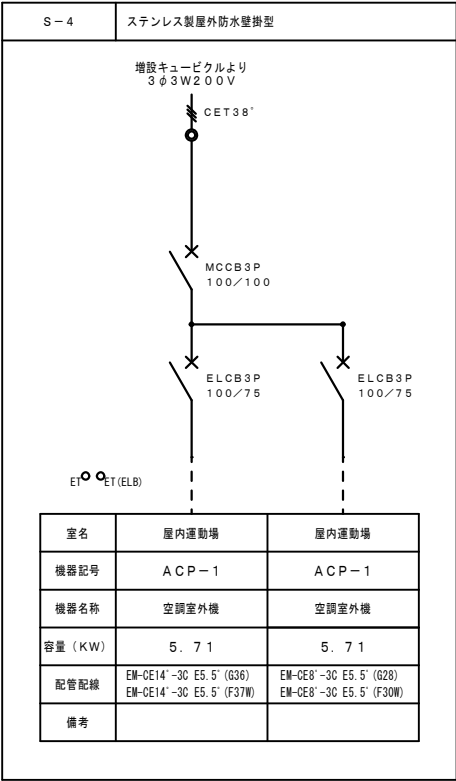 S-4 ステンレス製屋外防水壁掛型
増設キュービクルより
3φ3W200V
CET38゜
MCCB3P
100/100
ELCB3P
100/75
ELCB3P
100/75
ET ET(ELB)
室名 屋内運動場 屋内運動場
機器記号 ACP-1 ACP-1
機器名称 空調室外機 空調室外機
容量(KW) 5.71 5.71
配管配線 EM-CE14゜-3C E5.5゜(G36) EM-CE8゜-3C E5.5゜(G28)
EM-CE14゜-3C E5.5゜(F37W) EM-CE8゜-3C E5.5゜(F30W)
備考